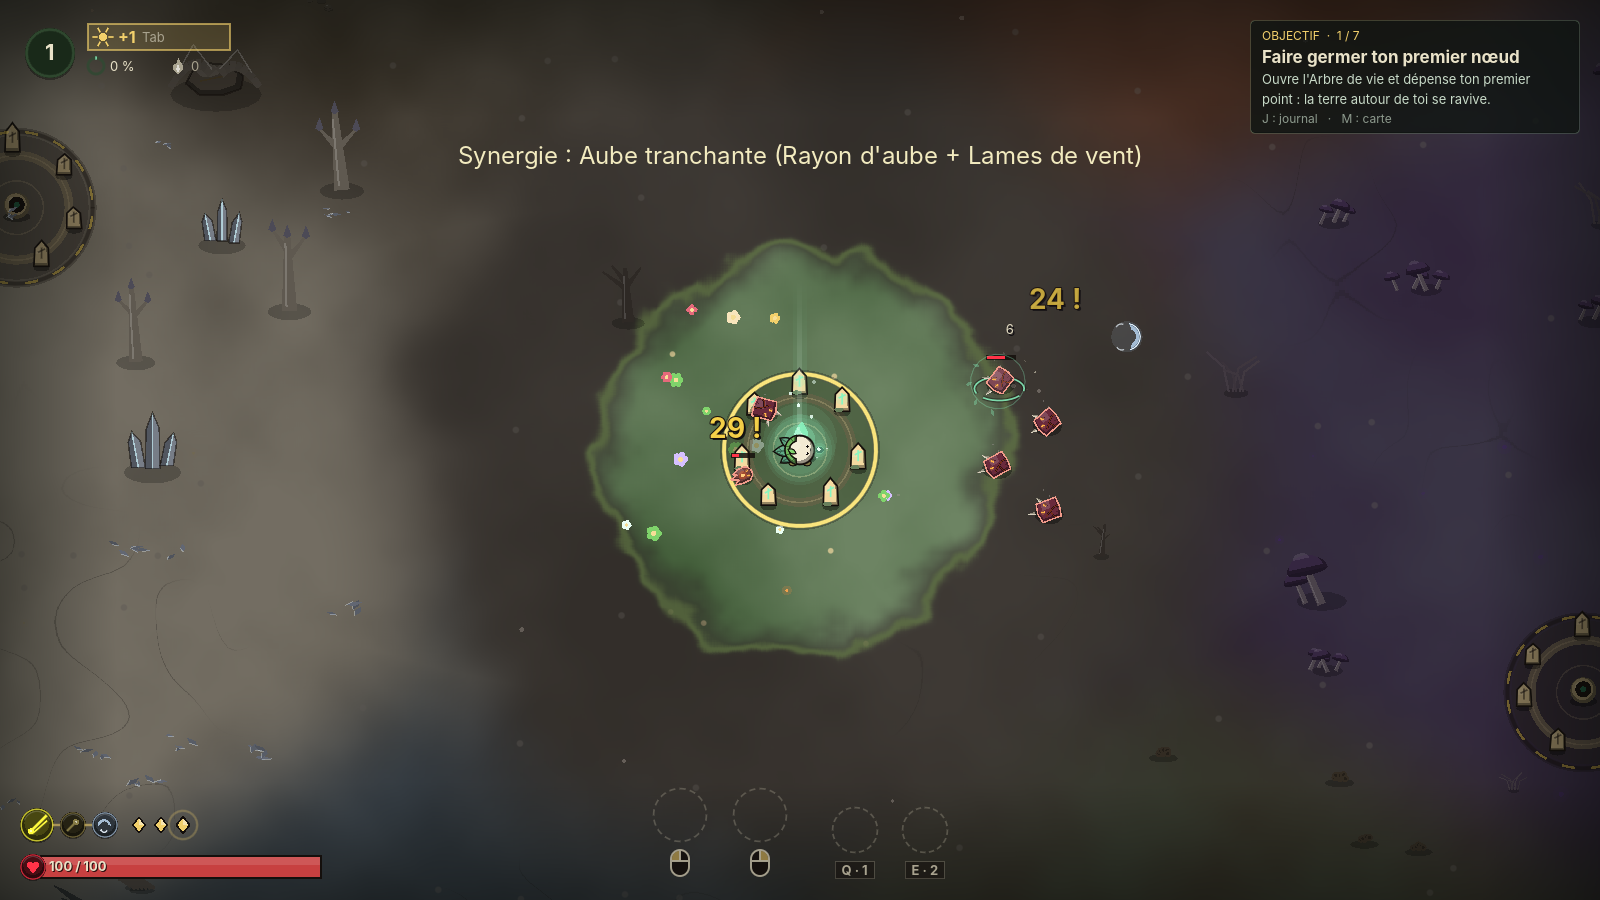 1
+1 Tab
0 %
0
OBJECTIF · 1 / 7
Faire germer ton premier nœud
Ouvre l'Arbre de vie et dépense ton premier
point : la terre autour de toi se ravive.
J : journal · M : carte
Synergie : Aube tranchante (Rayon d'aube + Lames de vent)
24 !
6
29 !
100 / 100
Q · 1
E · 2